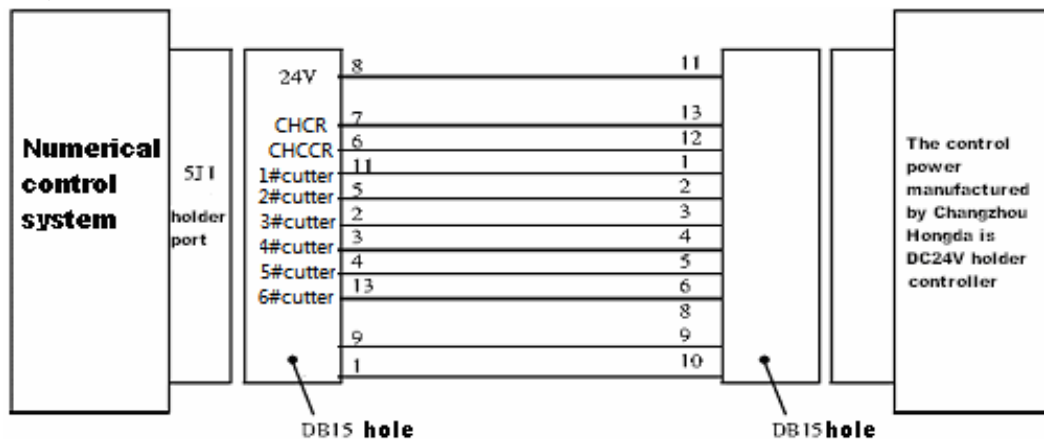 24V 8 11
CHCR 7 13
CHCCR 6 12
1#cutter 11 1
2#cutter 5 2
3#cutter 2 3
4#cutter 3 4
5#cutter 4 5
6#cutter 13 6
8
9 9
1 10
Numerical
control
system
5J1
holder
port
The control
power
manufactured
by Changzhou
Hongda is
DC24V holder
controller
DB15 hole
DB15 hole